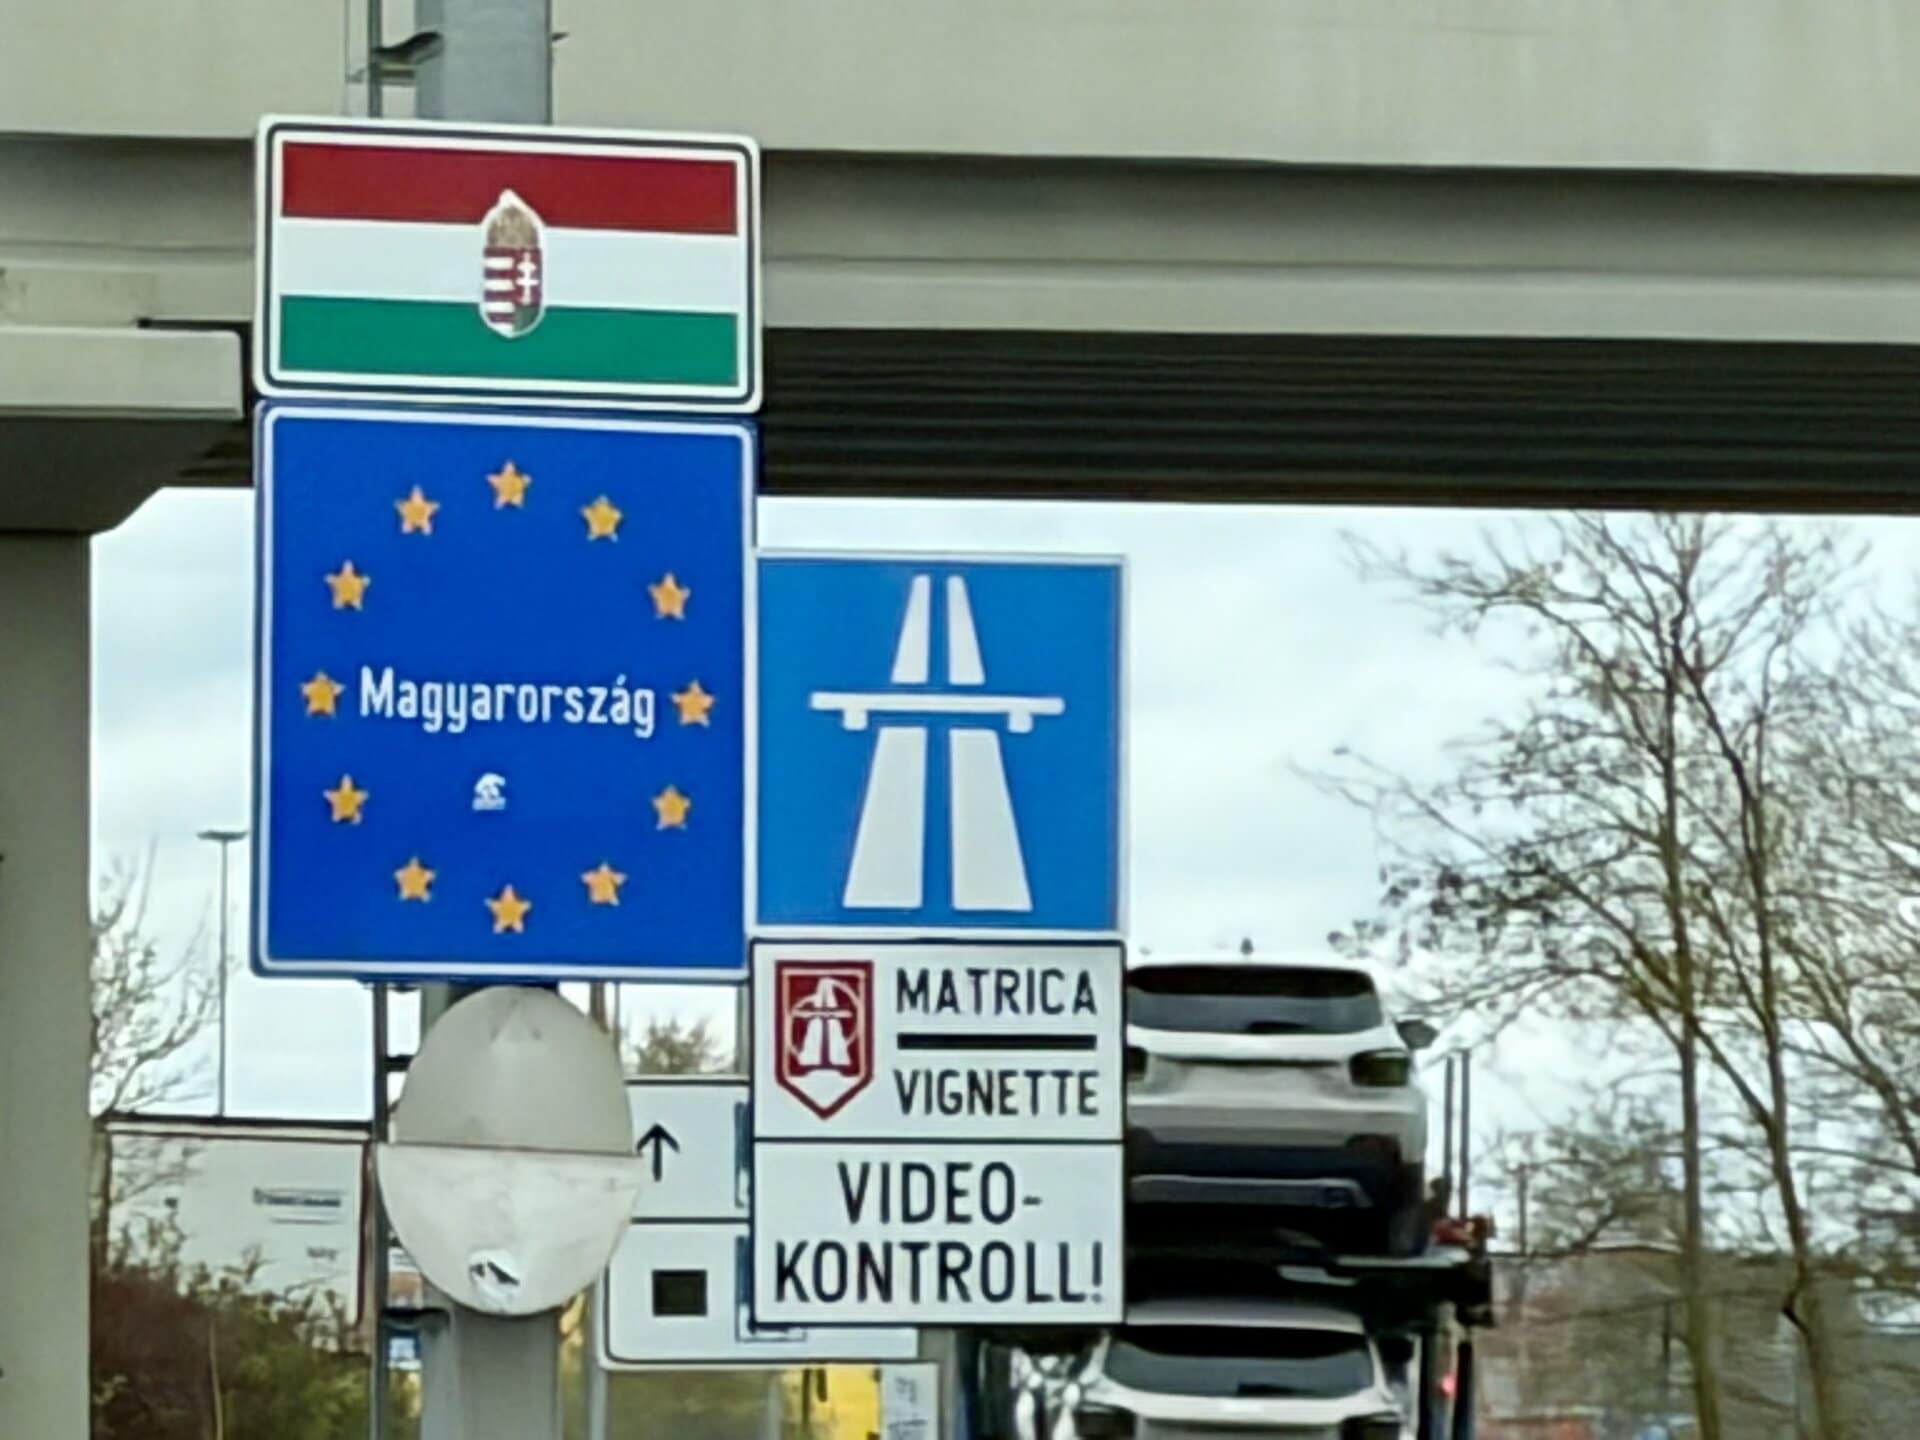 Magyarország
MATRICA
VIGNETTE
VIDEO-
KONTROLL!